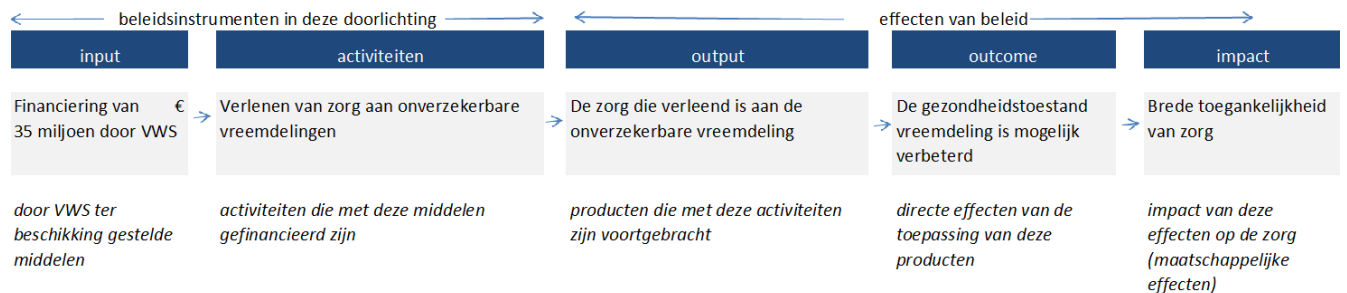 beleidsinstrumenten in deze doorlichting
effecten van beleid
input
activiteiten
output
outcome
impact
Financiering van €
35 miljoen door VWS
Verlenen van zorg aan onverzekerbare
vreemdelingen
De zorg die verleend is aan de
onverzekerbare vreemdeling
De gezondheidstoestand
vreemdeling is mogelijk
verbeterd
Brede toegankelijkheid
van zorg
door VWS ter
beschikking gestelde
middelen
activiteiten die met deze middelen
gefinancierd zijn
producten die met deze activiteiten
zijn voortgebracht
directe effecten van de
toepassing van deze
producten
impact van deze
effecten op de zorg
(maatschappelijke
effecten)